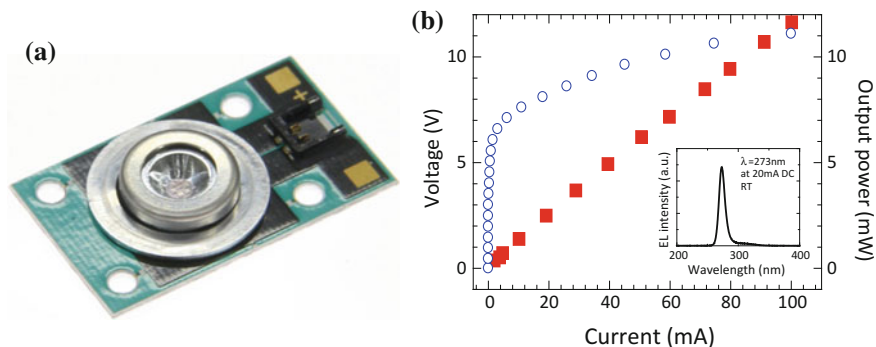 (a)
+
(b)
Voltage (V)
10
5
0
Output power (mW)
10
5
0
0
20
40
60
80
100
Current (mA)
EL intensity (a.u.)
λ=273nm
at 20mA DC
RT
200
300
400
Wavelength (nm)